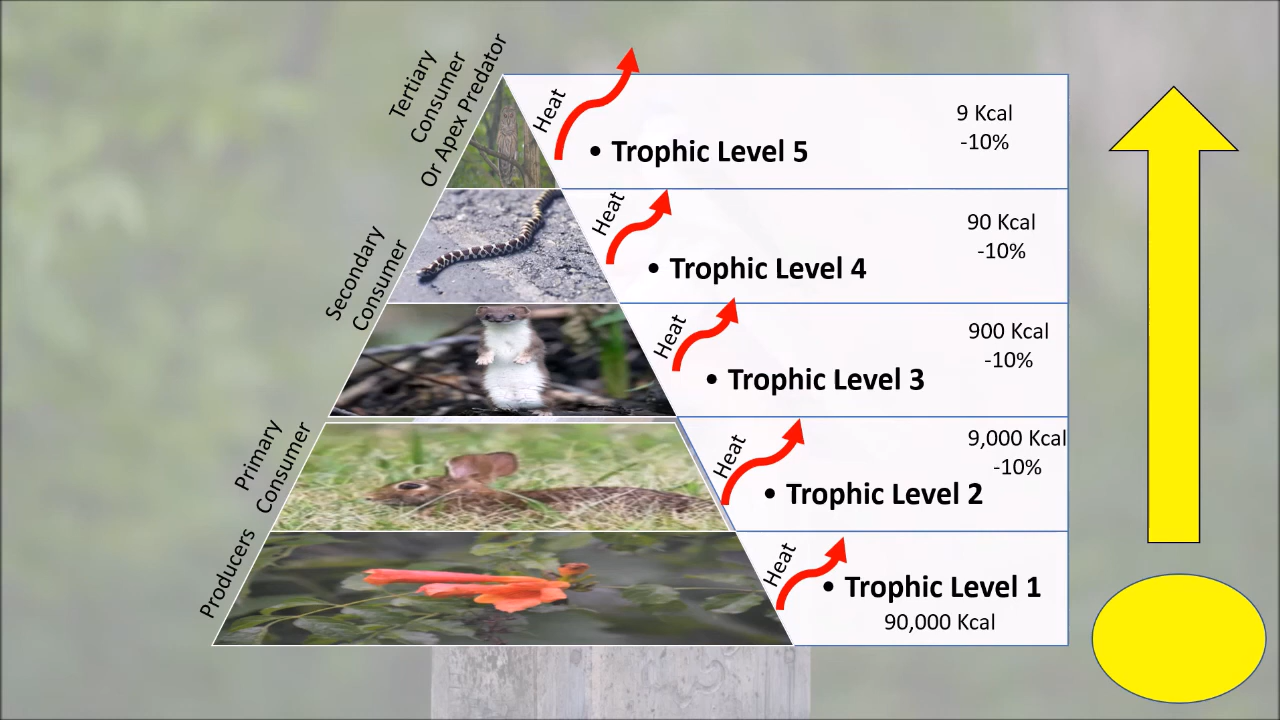 Tertiary
Consumer
Or Apex Predator
Heat
• Trophic Level 5
9 Kcal
-10%
Secondary
Consumer
Heat
• Trophic Level 4
90 Kcal
-10%
Heat
• Trophic Level 3
900 Kcal
-10%
Primary
Consumer
Heat
• Trophic Level 2
9,000 Kcal
-10%
Producers
Heat
• Trophic Level 1
90,000 Kcal